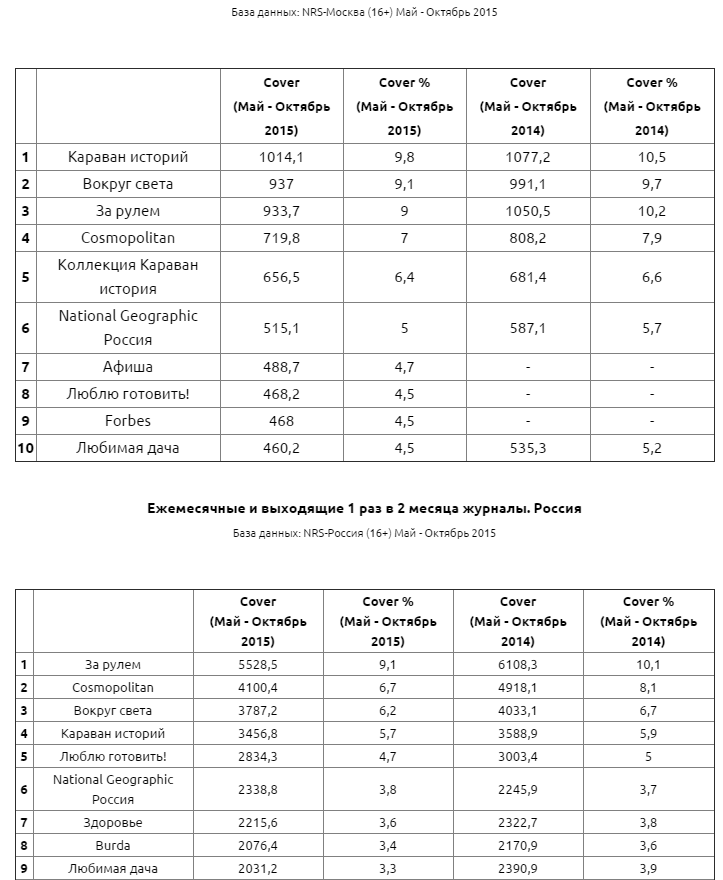 База данных: NRS-Москва (16+) Май - Октябрь 2015
Cover (Май - Октябрь 2015) Cover % (Май - Октябрь 2015) Cover (Май - Октябрь 2014) Cover % (Май - Октябрь 2014)
1 Караван историй 1014,1 9,8 1077,2 10,5
2 Вокруг света 937 9,1 991,1 9,7
3 За рулем 933,7 9 1050,5 10,2
4 Cosmopolitan 719,8 7 808,2 7,9
5 Коллекция Караван история 656,5 6,4 681,4 6,6
6 National Geographic Россия 515,1 5 587,1 5,7
7 Афиша 488,7 4,7 - -
8 Люблю готовить! 468,2 4,5 - -
9 Forbes 468 4,5 - -
10 Любимая дача 460,2 4,5 535,3 5,2
Ежемесячные и выходящие 1 раз в 2 месяца журналы. Россия
База данных: NRS-Россия (16+) Май - Октябрь 2015
Cover (Май - Октябрь 2015) Cover % (Май - Октябрь 2015) Cover (Май - Октябрь 2014) Cover % (Май - Октябрь 2014)
1 За рулем 5528,5 9,1 6108,3 10,1
2 Cosmopolitan 4100,4 6,7 4918,1 8,1
3 Вокруг света 3787,2 6,2 4033,1 6,7
4 Караван историй 3456,8 5,7 3588,9 5,9
5 Люблю готовить! 2834,3 4,7 3003,4 5
6 National Geographic Россия 2338,8 3,8 2245,9 3,7
7 Здоровье 2215,6 3,6 2322,7 3,8
8 Burda 2076,4 3,4 2170,9 3,6
9 Любимая дача 2031,2 3,3 2390,9 3,9